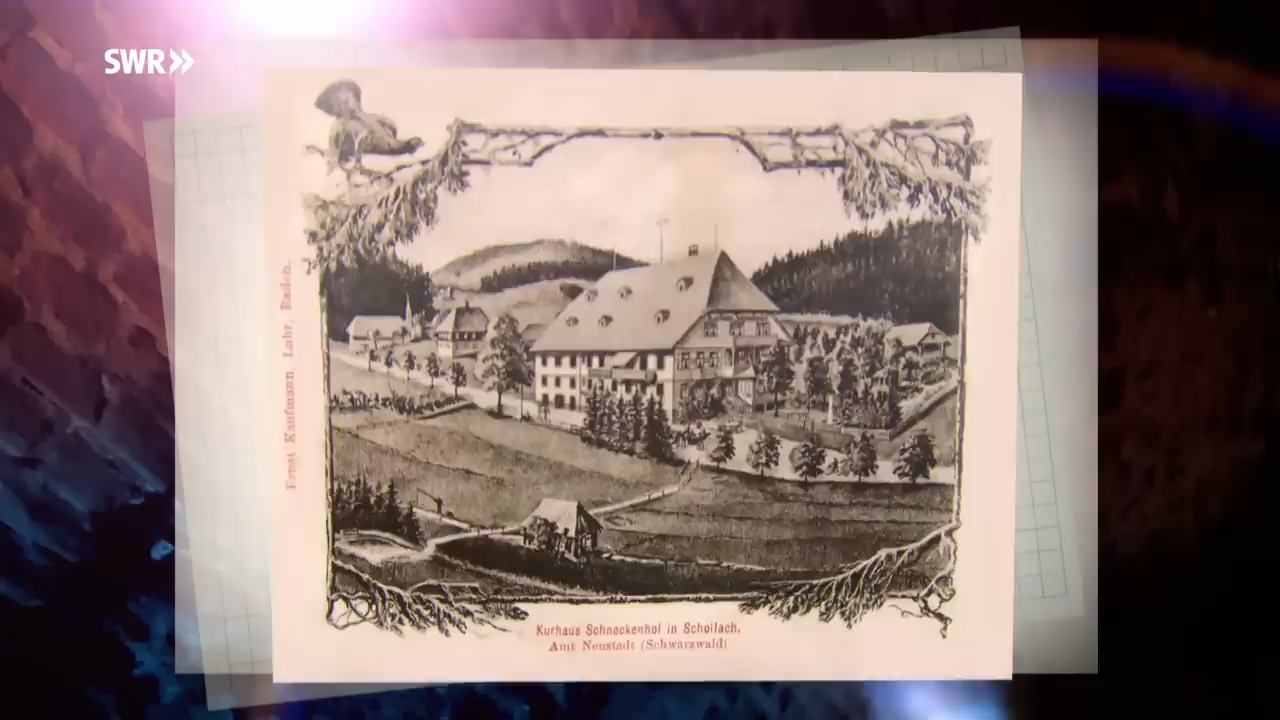 SWR
Ernst Kaufmann, Lahr, Baden.
Kurhaus Schneckenhof in Schollach,
Amt Neustadt (Schwarzwald)